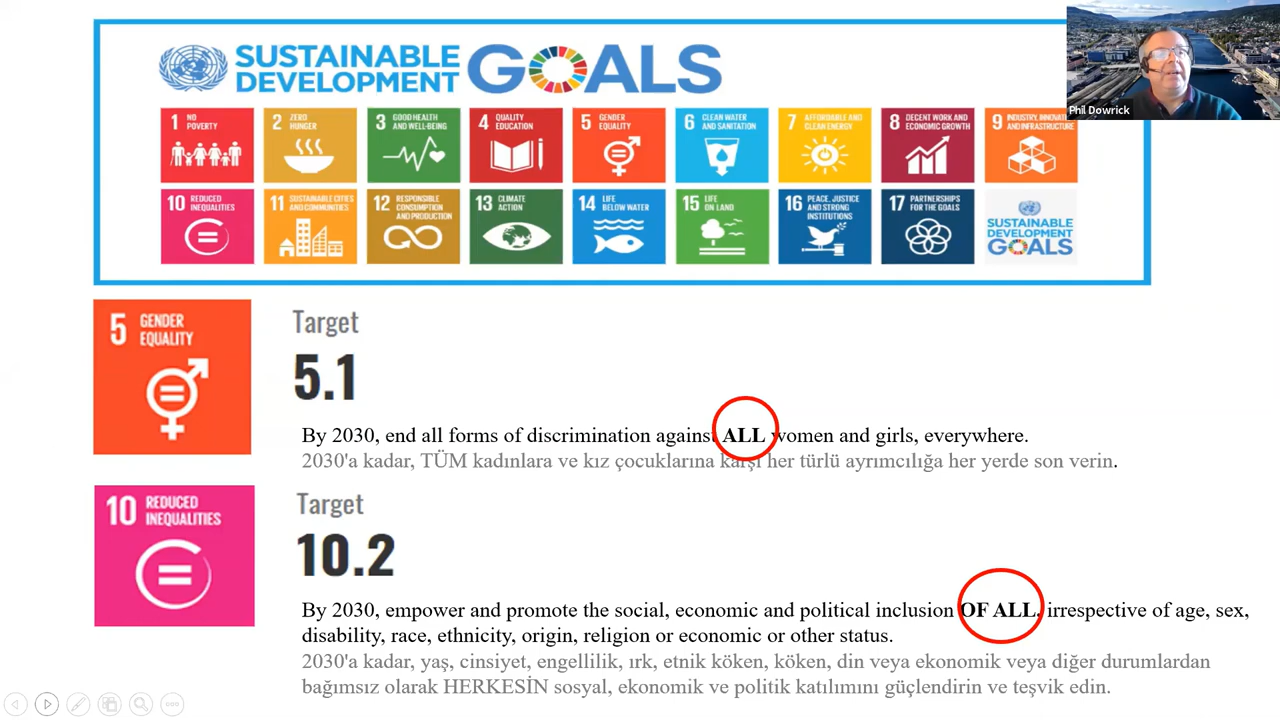 SUSTAINABLE
DEVELOPMENT
GOALS
Phil Dowrick
1 NO
POVERTY
2 ZERO
HUNGER
3 GOOD HEALTH
AND WELL-BEING
4 QUALITY
EDUCATION
5 GENDER
EQUALITY
6 CLEAN WATER
AND SANITATION
7 AFFORDABLE AND
CLEAN ENERGY
8 DECENT WORK AND
ECONOMIC GROWTH
9 INDUSTRY,
AND INFRASTRUCTURE
10 REDUCED
INEQUALITIES
11 SUSTAINABLE CITIES
AND COMMUNITIES
12 RESPONSIBLE
CONSUMPTION
AND PRODUCTION
13 CLIMATE
ACTION
14 LIFE
BELOW WATER
15 LIFE
ON LAND
16 PEACE, JUSTICE
AND STRONG
INSTITUTIONS
17 PARTNERSHIPS
FOR THE GOALS
SUSTAINABLE
DEVELOPMENT
GOALS
5 GENDER
EQUALITY
Target
5.1
By 2030, end all forms of discrimination against ALL women and girls, everywhere.
2030'a kadar, TÜM kadınlara ve kız çocuklarına karşı her türlü ayrımcılığa her yerde son verin.
10 REDUCED
INEQUALITIES
Target
10.2
By 2030, empower and promote the social, economic and political inclusion OF ALL, irrespective of age, sex,
disability, race, ethnicity, origin, religion or economic or other status.
2030'a kadar, yaş, cinsiyet, engellilik, ırk, etnik köken, köken, din veya ekonomik veya diğer durumlardan
bağımsız olarak HERKESİN sosyal, ekonomik ve politik katılımını güçlendirin ve teşvik edin.